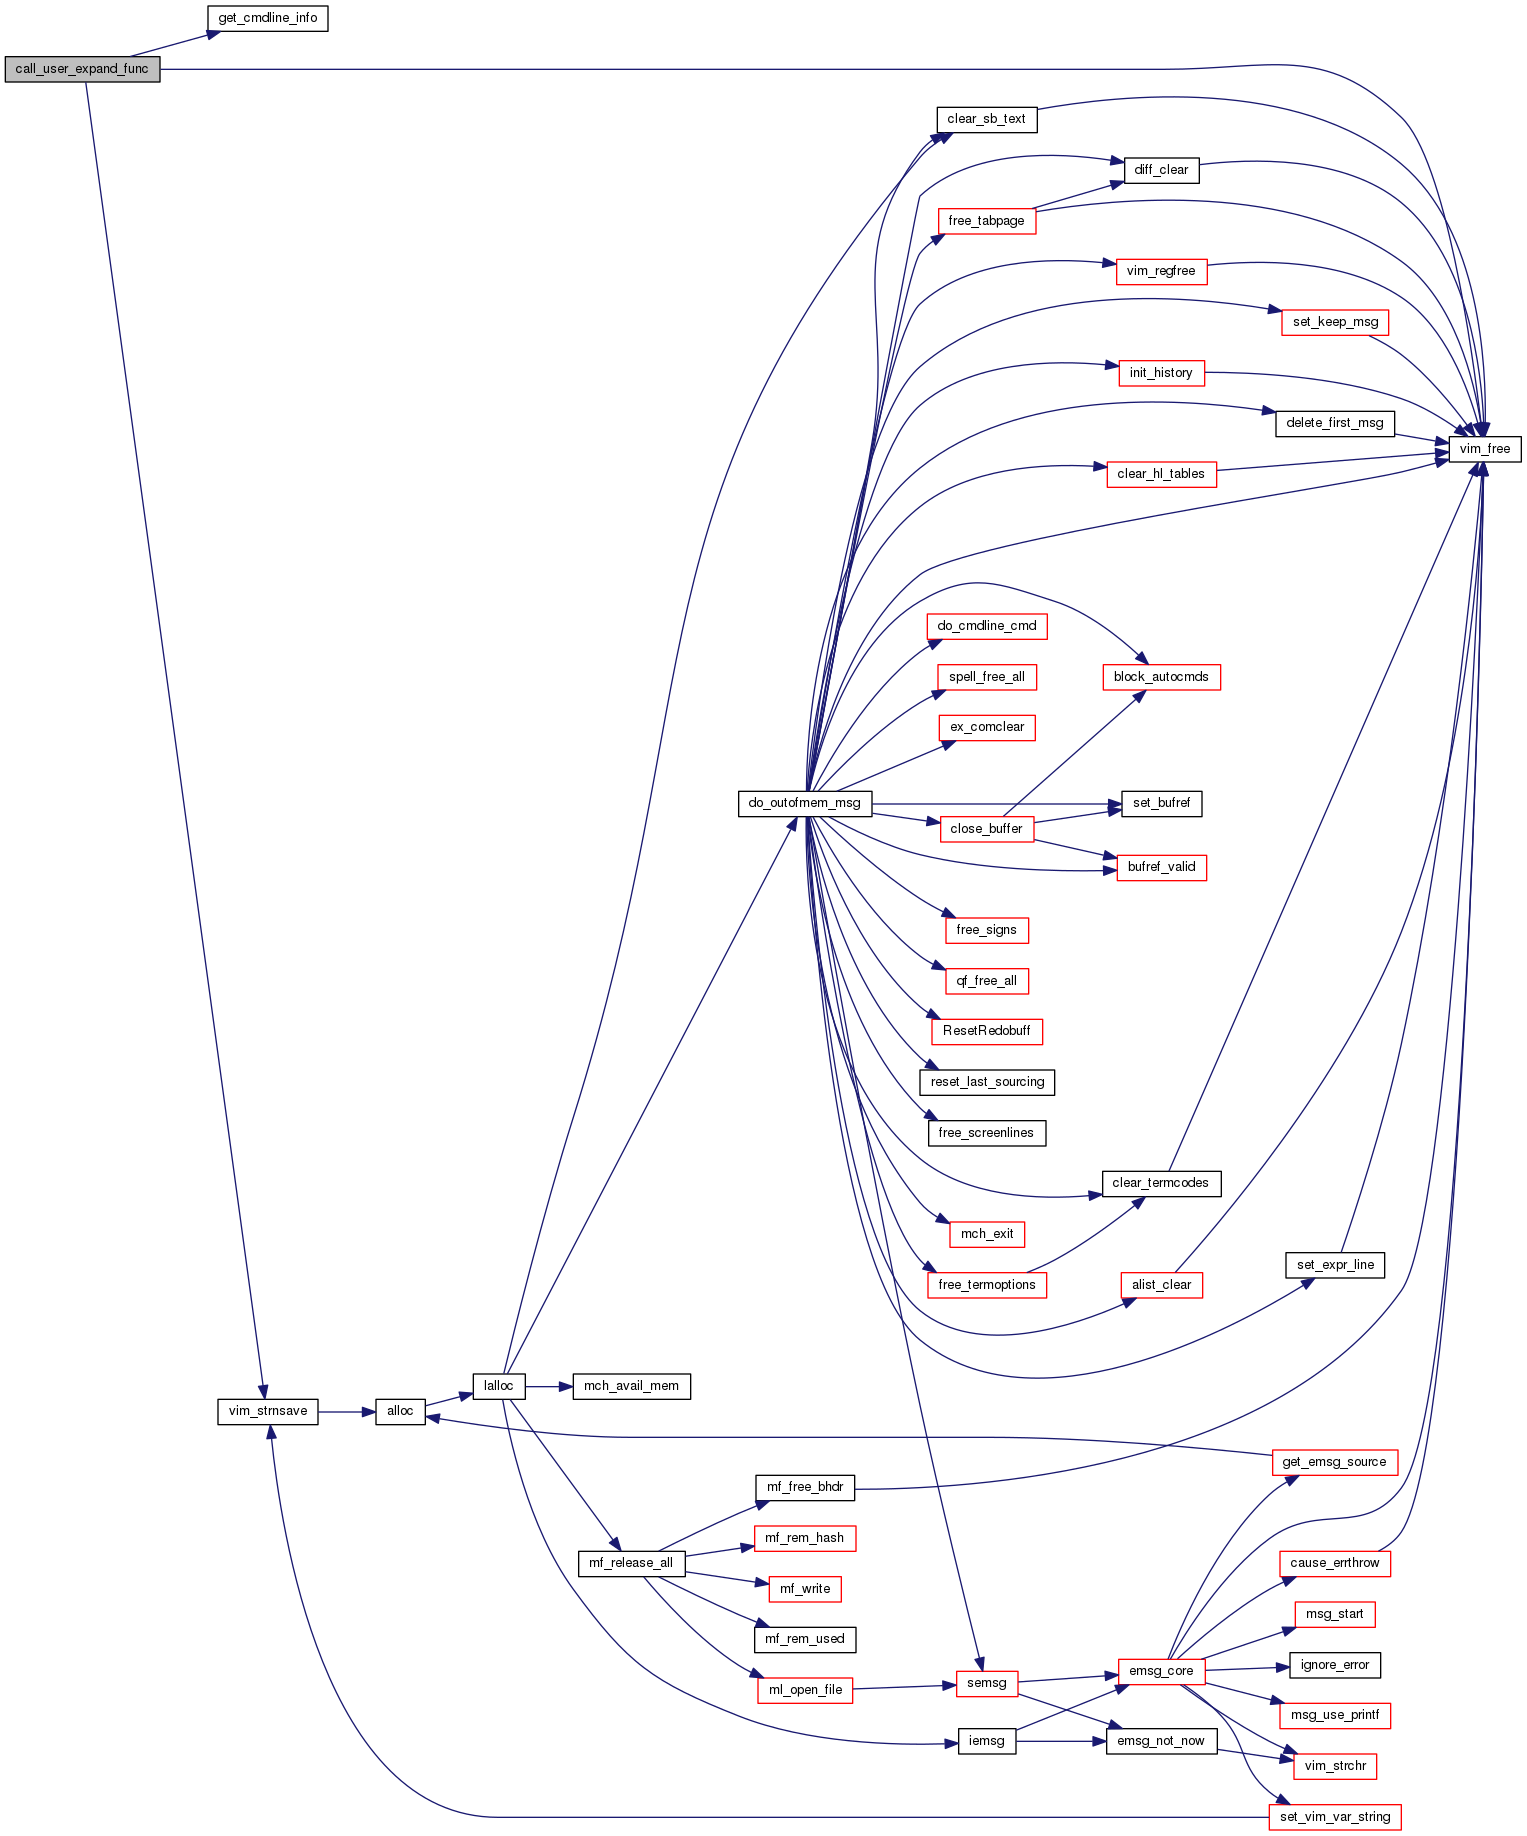 get_cmdline_info
call_user_expand_func
clear_sb_text
diff_clear
free_tabpage
vim_regfree
set_keep_msg
init_history
delete_first_msg
vim_free
clear_hl_tables
do_cmdline_cmd
spell_free_all
block_autocmds
ex_comclear
do_outofmem_msg
set_bufref
close_buffer
bufref_valid
free_signs
qf_free_all
ResetRedobuff
reset_last_sourcing
free_screenlines
clear_termcodes
mch_exit
set_expr_line
free_termoptions
alist_clear
lalloc
mch_avail_mem
vim_strnsave
alloc
get_emsg_source
mf_free_bhdr
mf_rem_hash
mf_release_all
cause_errthrow
mf_write
msg_start
mf_rem_used
ignore_error
emsg_core
semsg
ml_open_file
msg_use_printf
iemsg
emsg_not_now
vim_strchr
set_vim_var_string